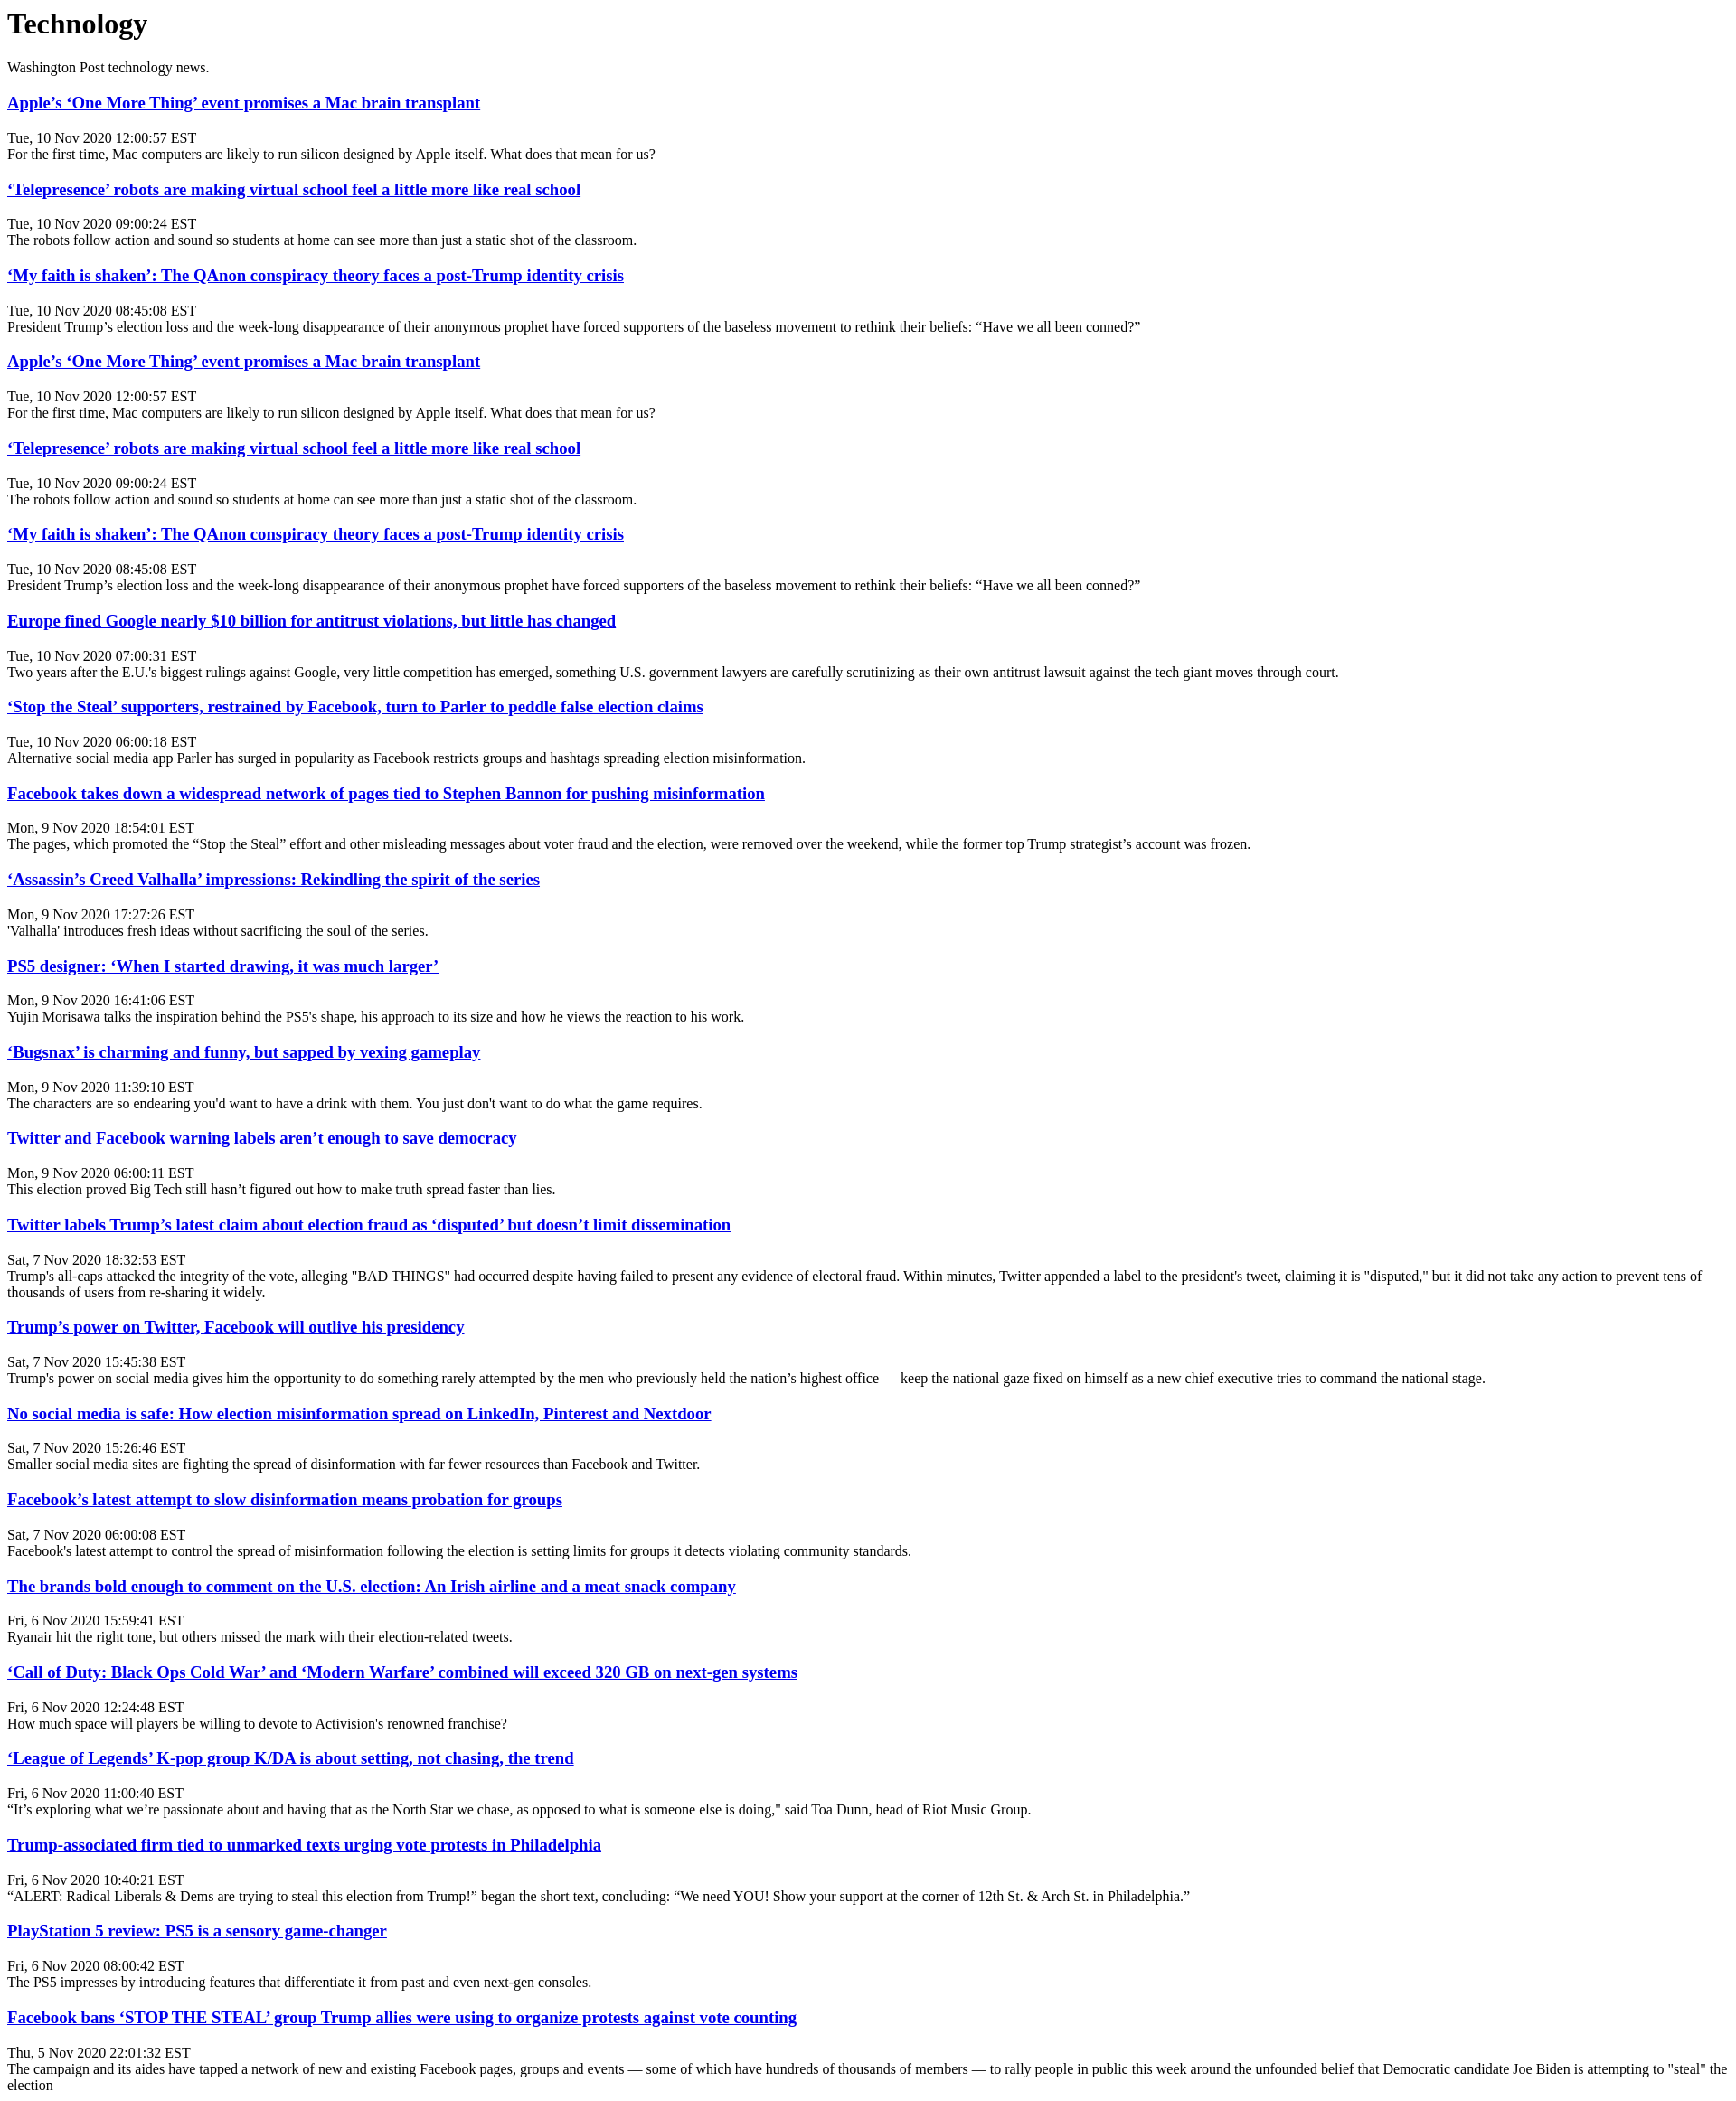 Technology
Washington Post technology news.
Apple’s ‘One More Thing’ event promises a Mac brain transplant
Tue, 10 Nov 2020 12:00:57 EST
For the first time, Mac computers are likely to run silicon designed by Apple itself. What does that mean for us?
‘Telepresence’ robots are making virtual school feel a little more like real school
Tue, 10 Nov 2020 09:00:24 EST
The robots follow action and sound so students at home can see more than just a static shot of the classroom.
‘My faith is shaken’: The QAnon conspiracy theory faces a post-Trump identity crisis
Tue, 10 Nov 2020 08:45:08 EST
President Trump’s election loss and the week-long disappearance of their anonymous prophet have forced supporters of the baseless movement to rethink their beliefs: “Have we all been conned?”
Apple’s ‘One More Thing’ event promises a Mac brain transplant
Tue, 10 Nov 2020 12:00:57 EST
For the first time, Mac computers are likely to run silicon designed by Apple itself. What does that mean for us?
‘Telepresence’ robots are making virtual school feel a little more like real school
Tue, 10 Nov 2020 09:00:24 EST
The robots follow action and sound so students at home can see more than just a static shot of the classroom.
‘My faith is shaken’: The QAnon conspiracy theory faces a post-Trump identity crisis
Tue, 10 Nov 2020 08:45:08 EST
President Trump’s election loss and the week-long disappearance of their anonymous prophet have forced supporters of the baseless movement to rethink their beliefs: “Have we all been conned?”
Europe fined Google nearly $10 billion for antitrust violations, but little has changed
Tue, 10 Nov 2020 07:00:31 EST
Two years after the E.U.'s biggest rulings against Google, very little competition has emerged, something U.S. government lawyers are carefully scrutinizing as their own antitrust lawsuit against the tech giant moves through court.
‘Stop the Steal’ supporters, restrained by Facebook, turn to Parler to peddle false election claims
Tue, 10 Nov 2020 06:00:18 EST
Alternative social media app Parler has surged in popularity as Facebook restricts groups and hashtags spreading election misinformation.
Facebook takes down a widespread network of pages tied to Stephen Bannon for pushing misinformation
Mon, 9 Nov 2020 18:54:01 EST
The pages, which promoted the “Stop the Steal” effort and other misleading messages about voter fraud and the election, were removed over the weekend, while the former top Trump strategist’s account was frozen.
‘Assassin’s Creed Valhalla’ impressions: Rekindling the spirit of the series
Mon, 9 Nov 2020 17:27:26 EST
'Valhalla' introduces fresh ideas without sacrificing the soul of the series.
PS5 designer: ‘When I started drawing, it was much larger’
Mon, 9 Nov 2020 16:41:06 EST
Yujin Morisawa talks the inspiration behind the PS5's shape, his approach to its size and how he views the reaction to his work.
‘Bugsnax’ is charming and funny, but sapped by vexing gameplay
Mon, 9 Nov 2020 11:39:10 EST
The characters are so endearing you'd want to have a drink with them. You just don't want to do what the game requires.
Twitter and Facebook warning labels aren’t enough to save democracy
Mon, 9 Nov 2020 06:00:11 EST
This election proved Big Tech still hasn’t figured out how to make truth spread faster than lies.
Twitter labels Trump’s latest claim about election fraud as ‘disputed’ but doesn’t limit dissemination
Sat, 7 Nov 2020 18:32:53 EST
Trump's all-caps attacked the integrity of the vote, alleging "BAD THINGS" had occurred despite having failed to present any evidence of electoral fraud. Within minutes, Twitter appended a label to the president's tweet, claiming it is "disputed," but it did not take any action to prevent tens of
thousands of users from re-sharing it widely.
Trump’s power on Twitter, Facebook will outlive his presidency
Sat, 7 Nov 2020 15:45:38 EST
Trump's power on social media gives him the opportunity to do something rarely attempted by the men who previously held the nation’s highest office — keep the national gaze fixed on himself as a new chief executive tries to command the national stage.
No social media is safe: How election misinformation spread on LinkedIn, Pinterest and Nextdoor
Sat, 7 Nov 2020 15:26:46 EST
Smaller social media sites are fighting the spread of disinformation with far fewer resources than Facebook and Twitter.
Facebook’s latest attempt to slow disinformation means probation for groups
Sat, 7 Nov 2020 06:00:08 EST
Facebook's latest attempt to control the spread of misinformation following the election is setting limits for groups it detects violating community standards.
The brands bold enough to comment on the U.S. election: An Irish airline and a meat snack company
Fri, 6 Nov 2020 15:59:41 EST
Ryanair hit the right tone, but others missed the mark with their election-related tweets.
‘Call of Duty: Black Ops Cold War’ and ‘Modern Warfare’ combined will exceed 320 GB on next-gen systems
Fri, 6 Nov 2020 12:24:48 EST
How much space will players be willing to devote to Activision's renowned franchise?
‘League of Legends’ K-pop group K/DA is about setting, not chasing, the trend
Fri, 6 Nov 2020 11:00:40 EST
“It’s exploring what we’re passionate about and having that as the North Star we chase, as opposed to what is someone else is doing," said Toa Dunn, head of Riot Music Group.
Trump-associated firm tied to unmarked texts urging vote protests in Philadelphia
Fri, 6 Nov 2020 10:40:21 EST
“ALERT: Radical Liberals & Dems are trying to steal this election from Trump!” began the short text, concluding: “We need YOU! Show your support at the corner of 12th St. & Arch St. in Philadelphia.”
PlayStation 5 review: PS5 is a sensory game-changer
Fri, 6 Nov 2020 08:00:42 EST
The PS5 impresses by introducing features that differentiate it from past and even next-gen consoles.
Facebook bans ‘STOP THE STEAL’ group Trump allies were using to organize protests against vote counting
Thu, 5 Nov 2020 22:01:32 EST
The campaign and its aides have tapped a network of new and existing Facebook pages, groups and events — some of which have hundreds of thousands of members — to rally people in public this week around the unfounded belief that Democratic candidate Joe Biden is attempting to "steal" the
election